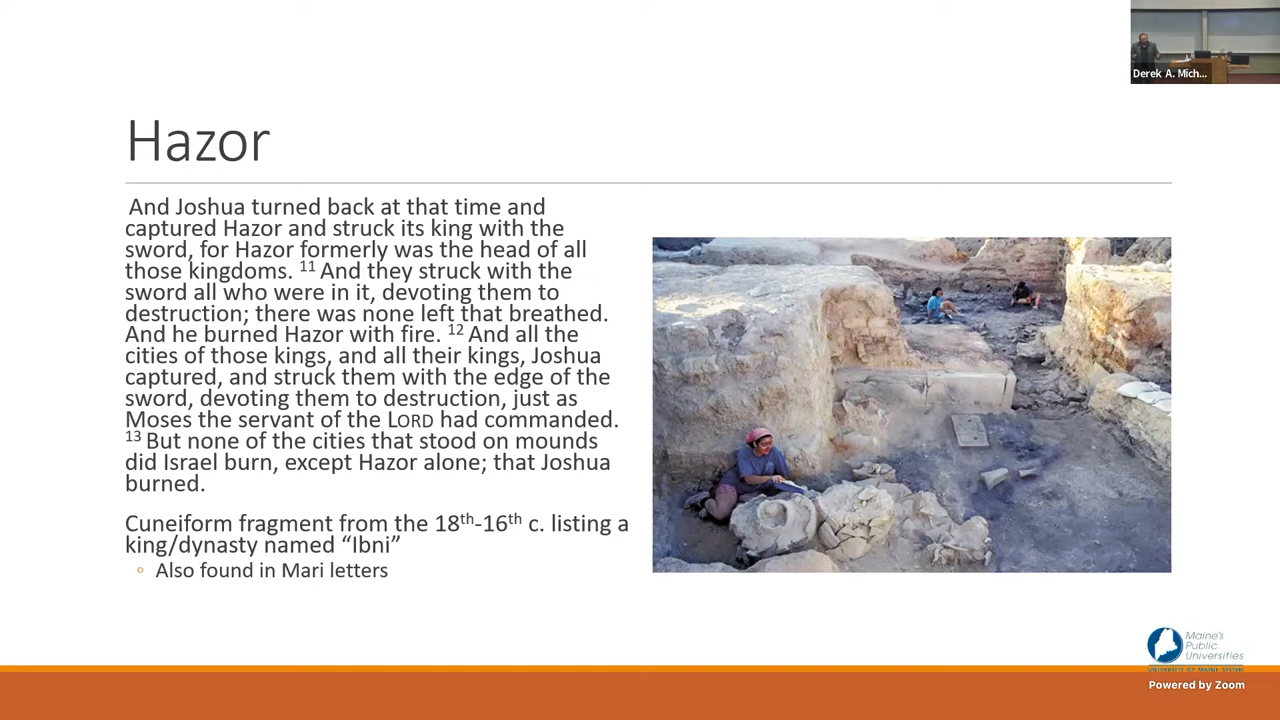 Derek A. Mich...
Hazor
And Joshua turned back at that time and
captured Hazor and struck its king with the
sword, for Hazor formerly was the head of all
those kingdoms. 11 And they struck with the
sword all who were in it, devoting them to
destruction; there was none left that breathed.
And he burned Hazor with fire. 12 And all the
cities of those kings, and all their kings, Joshua
captured, and struck them with the edge of the
sword, devoting them to destruction, just as
Moses the servant of the LORD had commanded.
13 But none of the cities that stood on mounds
did Israel burn, except Hazor alone; that Joshua
burned.
Cuneiform fragment from the 18th-16th c. listing a
king/dynasty named “Ibni”
Also found in Mari letters
Maine's
Public
Universities
UNIVERSITY OF MAINE SYSTEM
Powered by Zoom